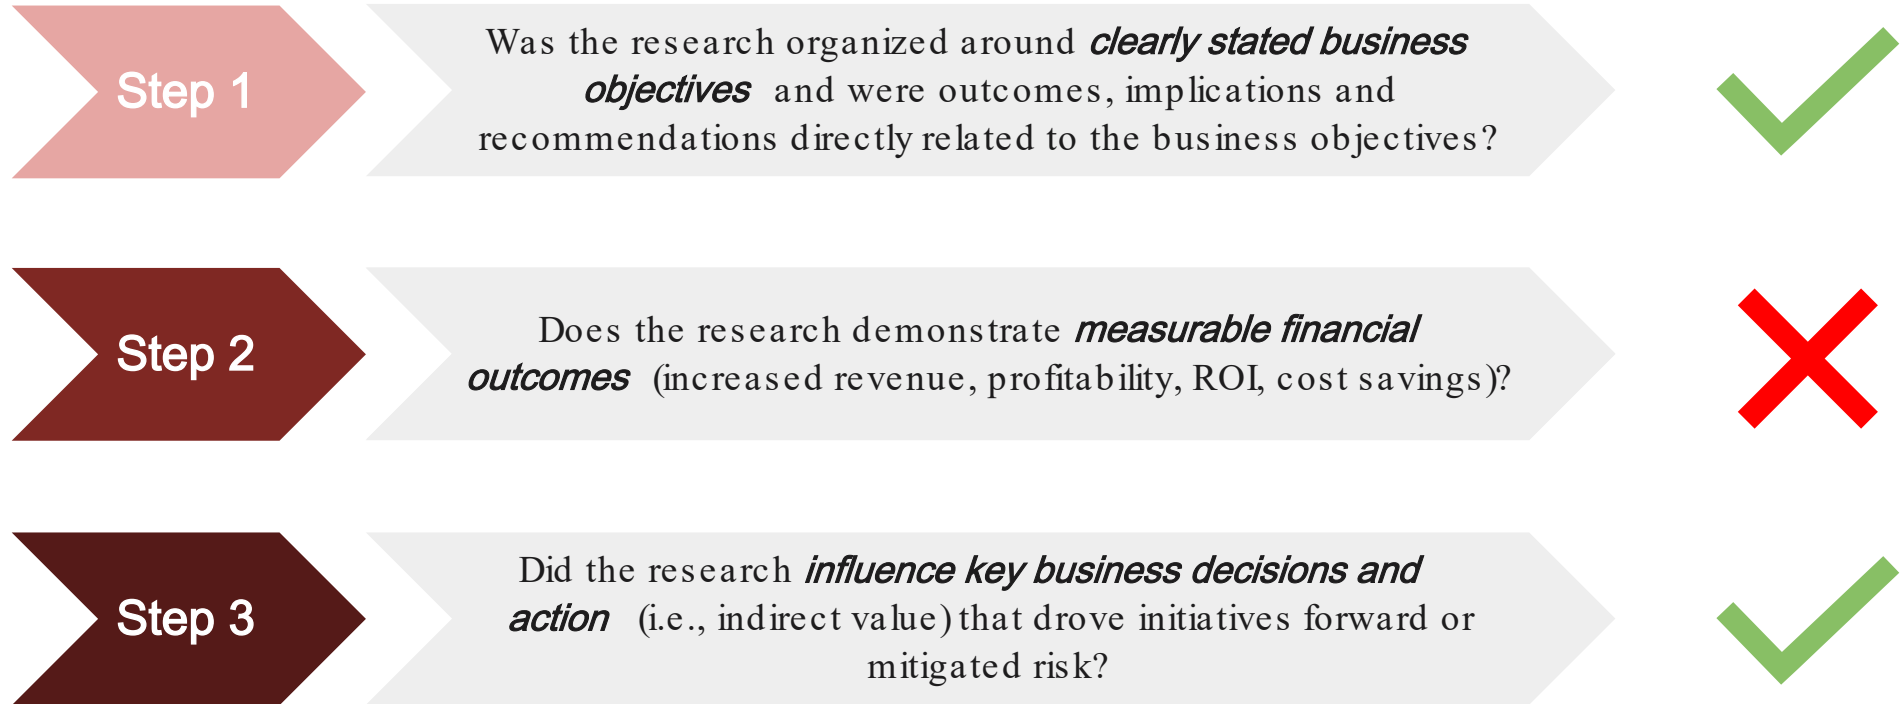 Step 1
Was the research organized around clearly stated business
objectives and were outcomes, implications and
recommendations directly related to the business objectives?
Step 2
Does the research demonstrate measurable financial
outcomes (increased revenue, profitability, ROI, cost savings)?
Step 3
Did the research influence key business decisions and
action (i.e., indirect value) that drove initiatives forward or
mitigated risk?